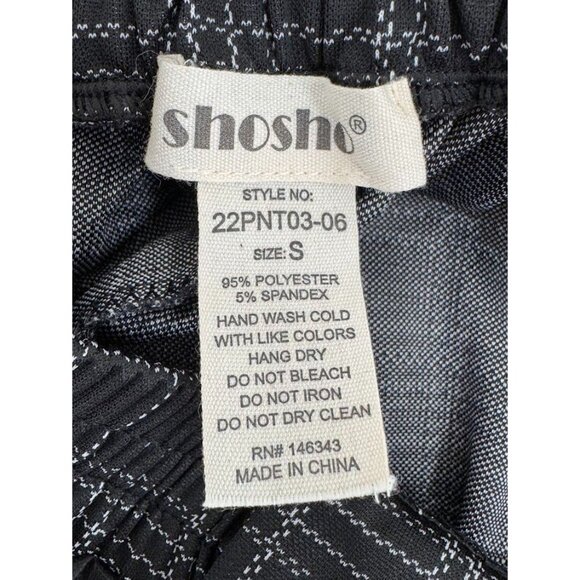 shosho®
STYLE NO:
22PNT03-06
SIZE: S
95% POLYESTER
5% SPANDEX
HAND WASH COLD
WITH LIKE COLORS
HANG DRY
DO NOT BLEACH
DO NOT IRON
DO NOT DRY CLEAN
RN# 146343
MADE IN CHINA